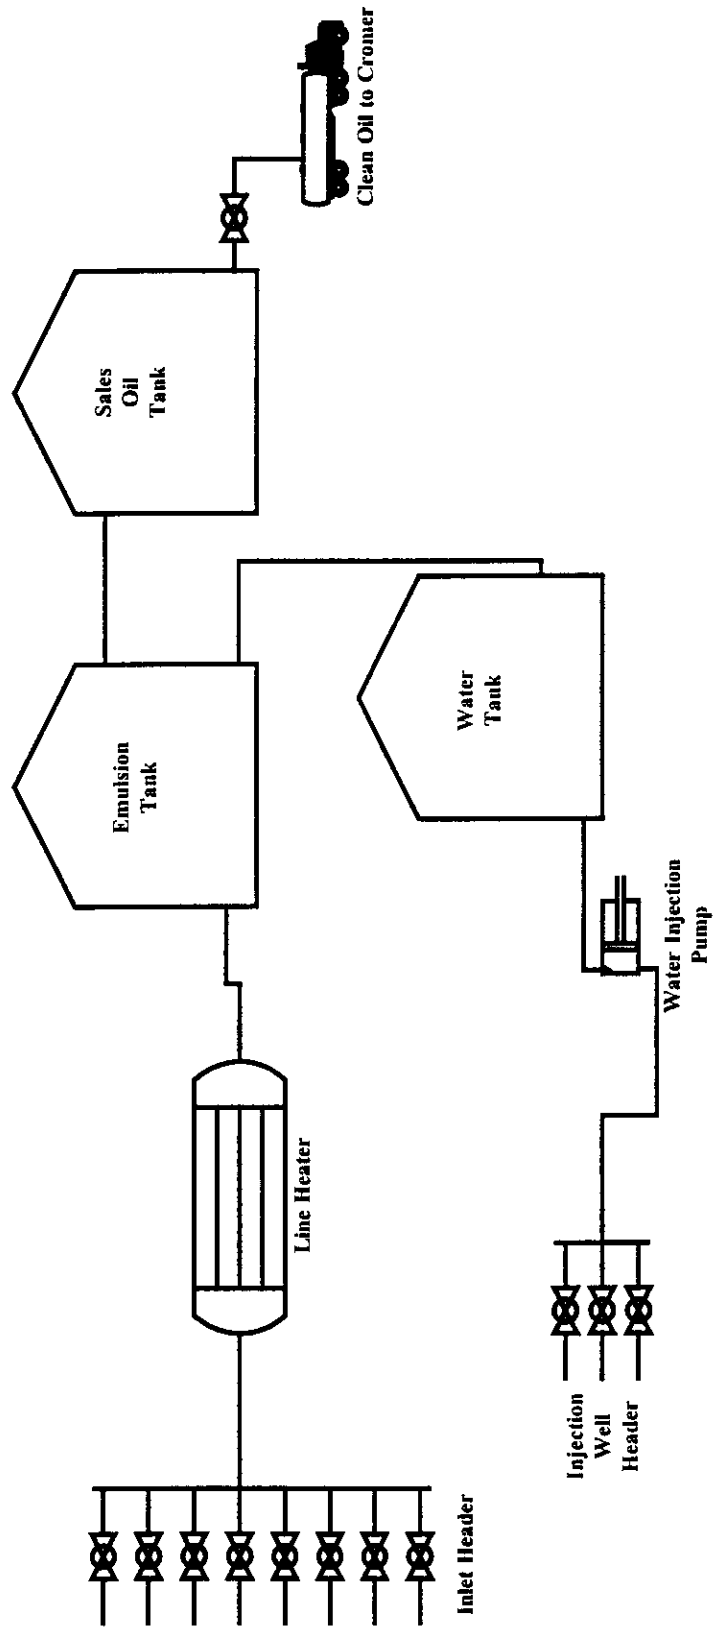 Inlet Header
Line Heater
Emulsion
Tank
Sales
Oil
Tank
Clean Oil to Cromer
Injection
Well
Header
Water Injection
Pump
Water
Tank